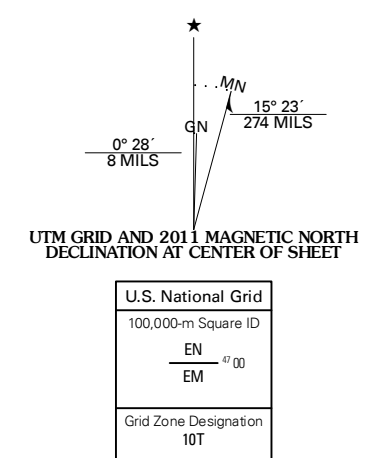 ★
MN
GN
15° 23´
274 MILS
0° 28´
8 MILS
UTM GRID AND 2011 MAGNETIC NORTH
DECLINATION AT CENTER OF SHEET
U.S. National Grid
100,000-m Square ID
EN
47 00
EM
Grid Zone Designation
10T